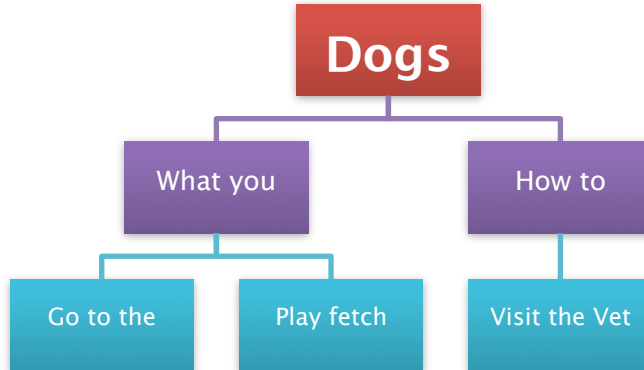 Dogs
What you
How to
Go to the
Play fetch
Visit the Vet